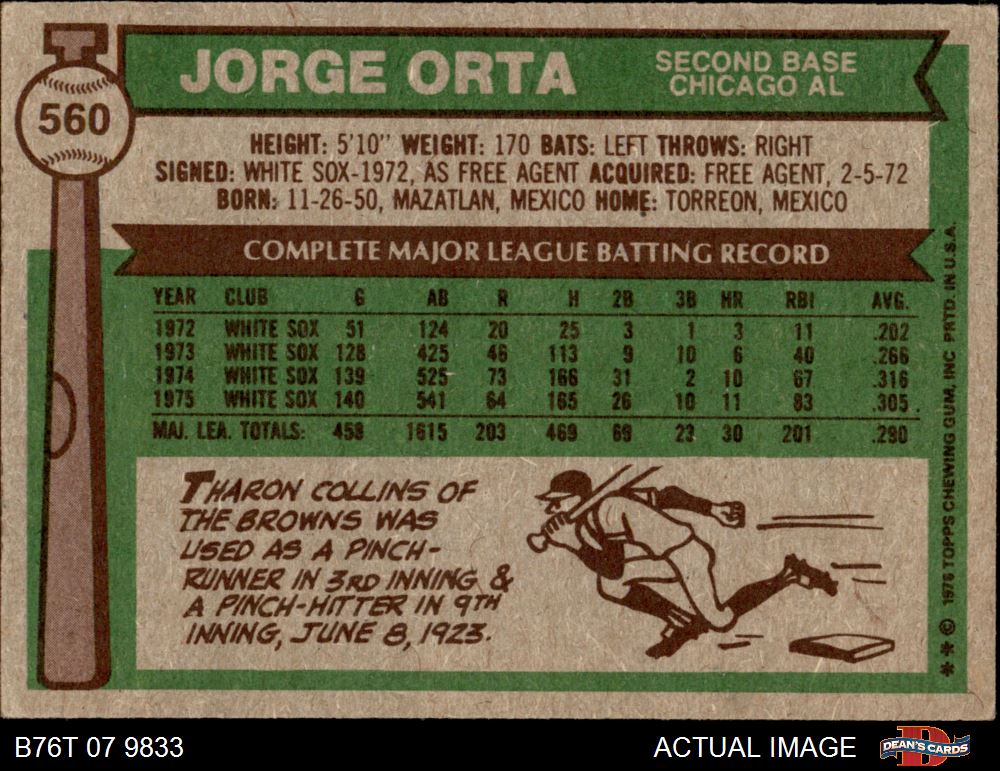 560
JORGE ORTA
SECOND BASE
CHICAGO AL
HEIGHT: 5'10" WEIGHT: 170 BATS: LEFT THROWS: RIGHT
SIGNED: WHITE SOX-1972, AS FREE AGENT ACQUIRED: FREE AGENT, 2-5-72
BORN: 11-26-50, MAZATLAN, MEXICO HOME: TORREON, MEXICO
COMPLETE MAJOR LEAGUE BATTING RECORD
YEAR CLUB G AB R H 2B 3B HR RBI AVG.
1972 WHITE SOX 51 124 20 25 3 1 3 11 .202
1973 WHITE SOX 128 425 46 113 9 10 6 40 .266
1974 WHITE SOX 139 525 73 166 31 2 10 67 .316
1975 WHITE SOX 140 541 64 165 26 10 11 83 .305
MAJ. LEA. TOTALS: 458 1615 203 469 69 23 30 201 .290
THARON COLLINS OF
THE BROWNS WAS
USED AS A PINCH-
RUNNER IN 3RD INNING &
A PINCH-HITTER IN 9TH
INNING, JUNE 8, 1923.
* * © 1976 TOPPS CHEWING GUM, INC PRTD. IN U.S.A.
B76T 07 9833
ACTUAL IMAGE
D
DEAN'S CARDS